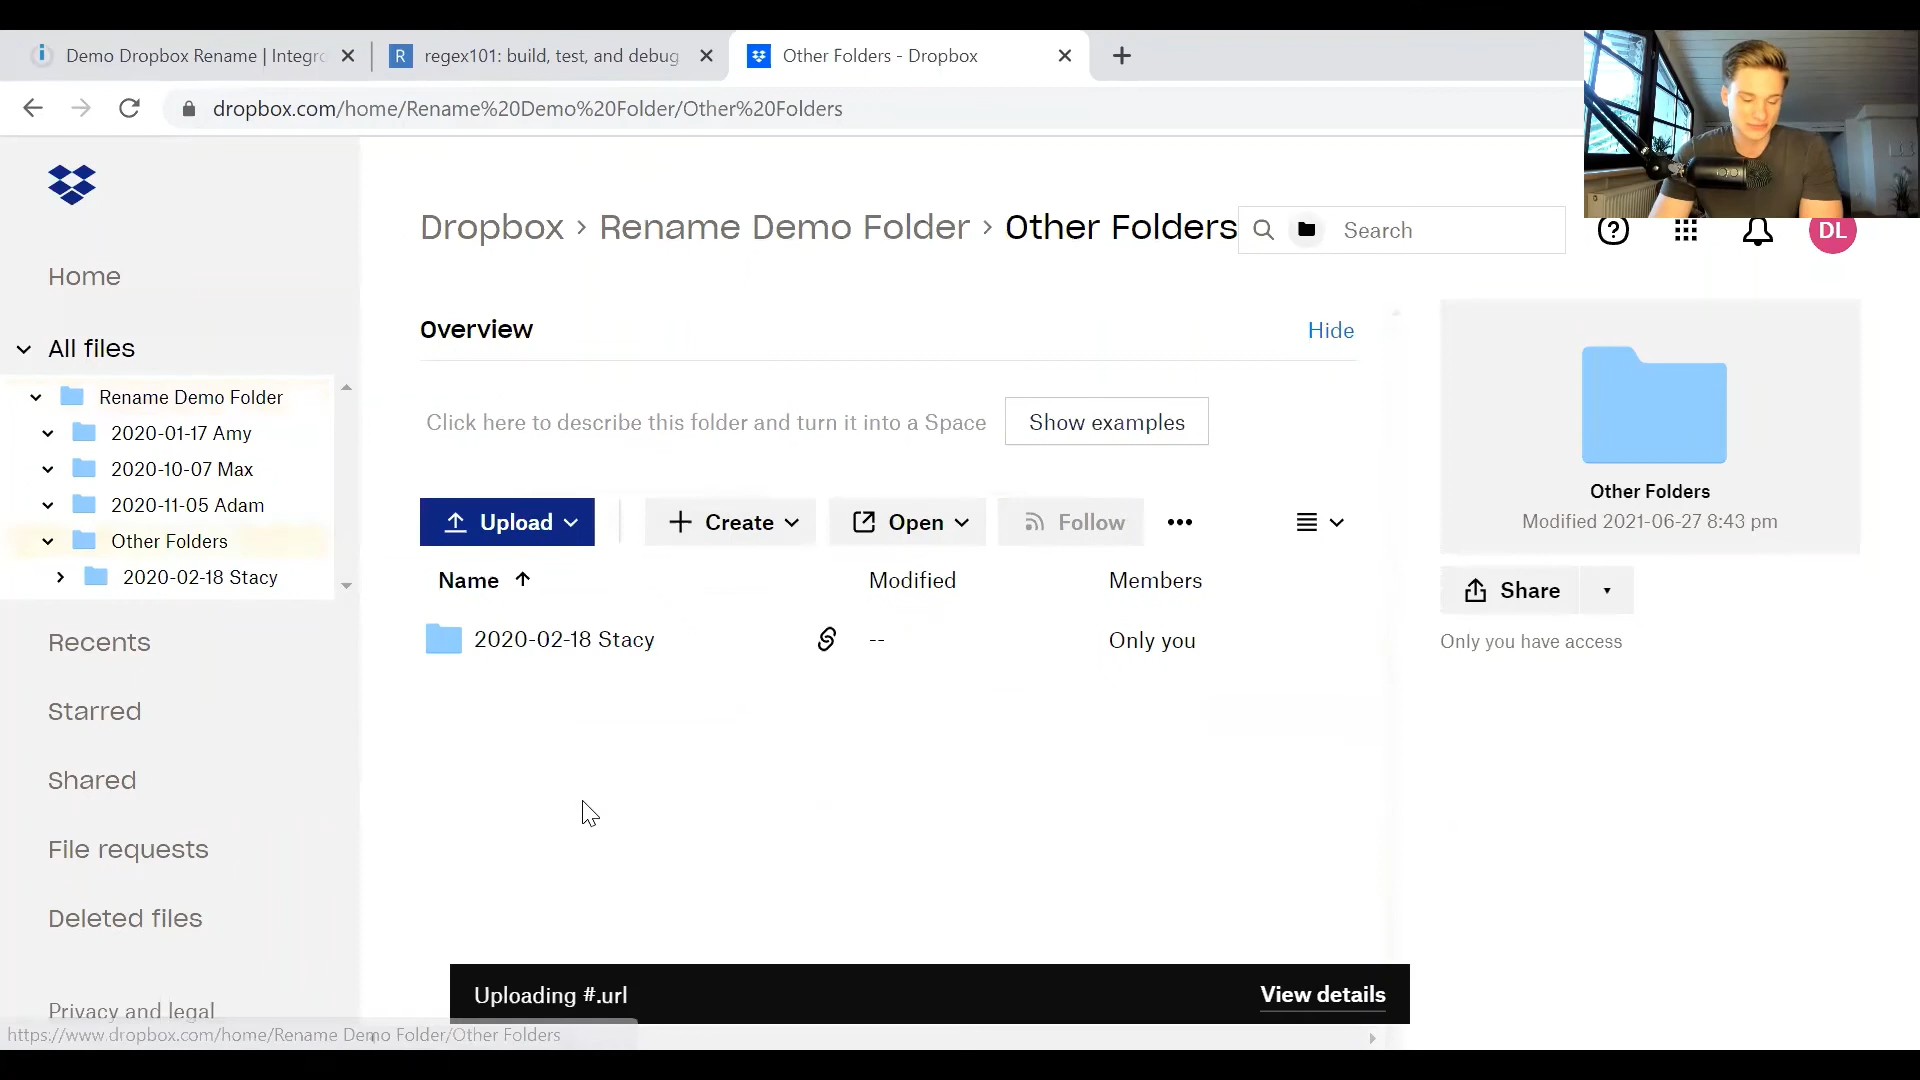 Demo Dropbox Rename | Integro
R regex101: build, test, and debug
Other Folders - Dropbox
dropbox.com/home/Rename%20Demo%20Folder/Other%20Folders
Dropbox › Rename Demo Folder › Other Folders
Search
DL
Home
All files
Rename Demo Folder
2020-01-17 Amy
2020-10-07 Max
2020-11-05 Adam
Other Folders
2020-02-18 Stacy
Recents
Starred
Shared
File requests
Deleted files
Privacy and legal
https://www.dropbox.com/home/Rename Demo Folder/Other Folders
Overview
Hide
Click here to describe this folder and turn it into a Space
Show examples
Upload
Create
Open
Follow
Name Modified Members
2020-02-18 Stacy -- Only you
Uploading #.url
View details
Other Folders
Modified 2021-06-27 8:43 pm
Share
Only you have access